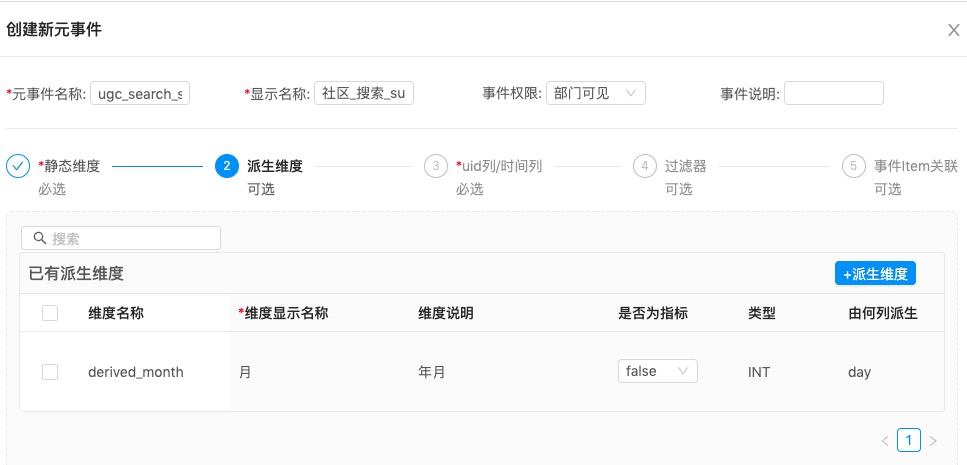 创建新元事件
*元事件名称: ugc_search_s
*显示名称: 社区_搜索_su
事件权限: 部门可见
事件说明:
*静态维度
必选
2 派生维度
可选
3 *uid列/时间列
必选
4 过滤器
可选
5 事件Item关联
可选
搜索
已有派生维度 +派生维度
维度名称 *维度显示名称 维度说明 是否为指标 类型 由何列派生
derived_month 月 年月 false INT day
< 1 >